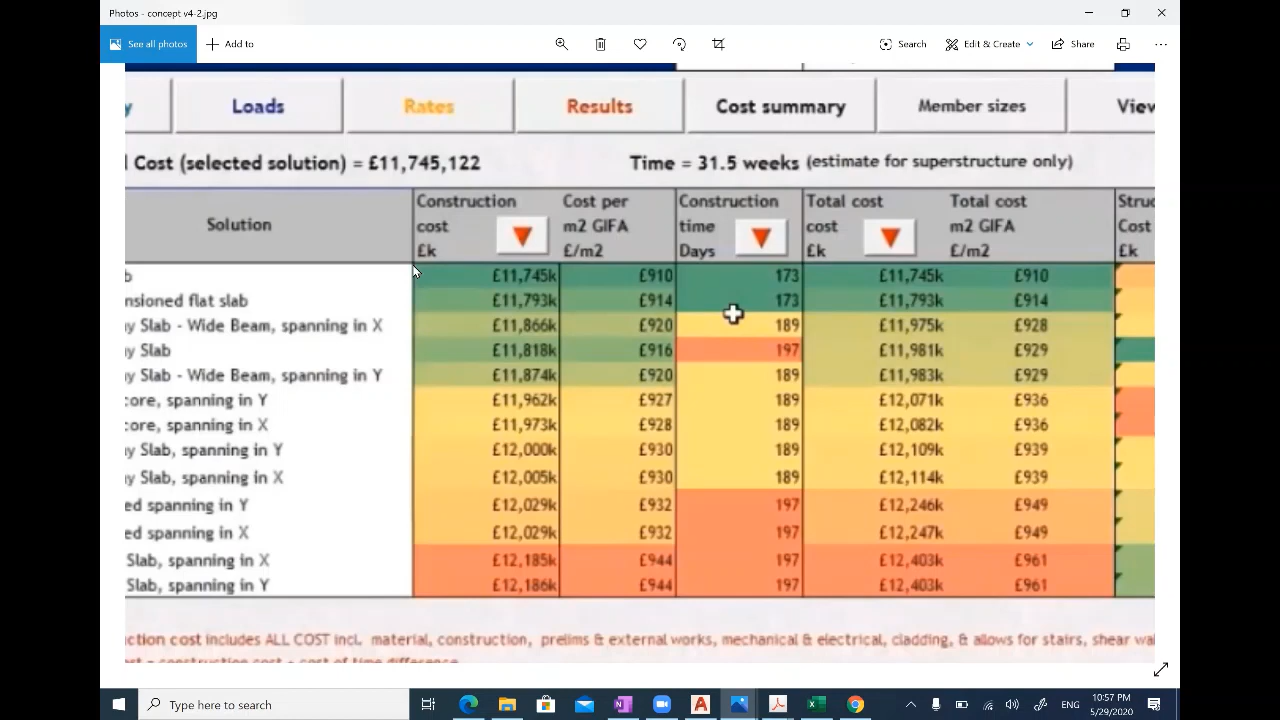 Photos - concept v4-2.jpg
See all photos
Add to
Search
Edit & Create
Share
y Loads Rates Results Cost summary Member sizes View
l Cost (selected solution) = £11,745,122 Time = 31.5 weeks (estimate for superstructure only)
Construction Cost per Construction Total cost Total cost Struc
Solution cost m2 GIFA time cost m2 GIFA Cost
£k £/m2 Days £k £/m2 £k
b £11,745k £910 173 £11,745k £910
nsioned flat slab £11,793k £914 173 £11,793k £914
y Slab - Wide Beam, spanning in X £11,866k £920 189 £11,975k £928
y Slab £11,818k £916 197 £11,981k £929
y Slab - Wide Beam, spanning in Y £11,874k £920 189 £11,983k £929
core, spanning in Y £11,962k £927 189 £12,071k £936
core, spanning in X £11,973k £928 189 £12,082k £936
y Slab, spanning in Y £12,000k £930 189 £12,109k £939
y Slab, spanning in X £12,005k £930 189 £12,114k £939
ed spanning in Y £12,029k £932 197 £12,246k £949
ed spanning in X £12,029k £932 197 £12,247k £949
Slab, spanning in X £12,185k £944 197 £12,403k £961
Slab, spanning in Y £12,186k £944 197 £12,403k £961
ction cost includes ALL COST incl. material, construction, prelims & external works, mechanical & electrical, cladding, & allows for stairs, shear wal
st = construction cost + cost of time difference
Type here to search
ENG
10:57 PM
5/29/2020